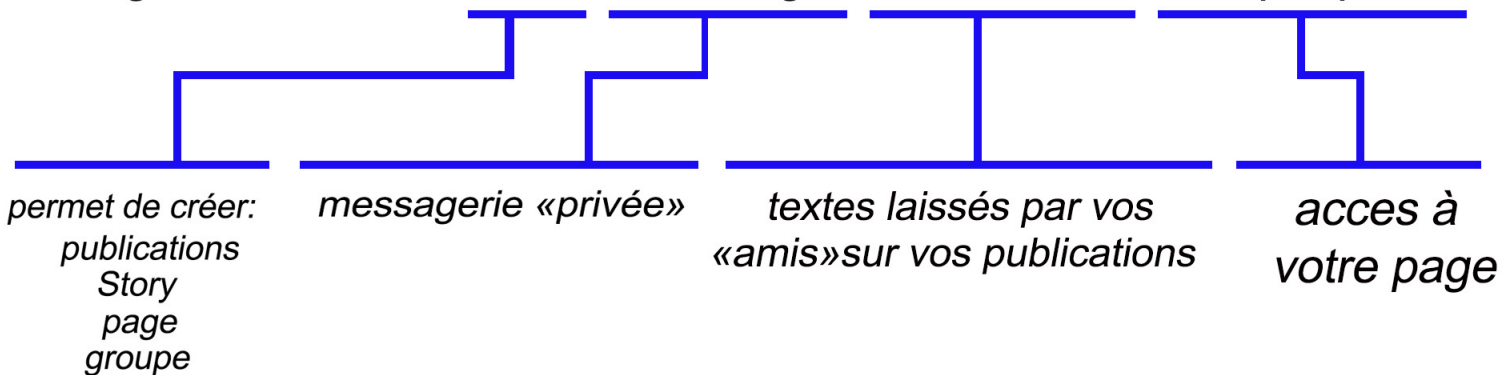 permet de créer:
publications
Story
page
groupe
messagerie «privée»
textes laissés par vos
«amis»sur vos publications
acces à
votre page